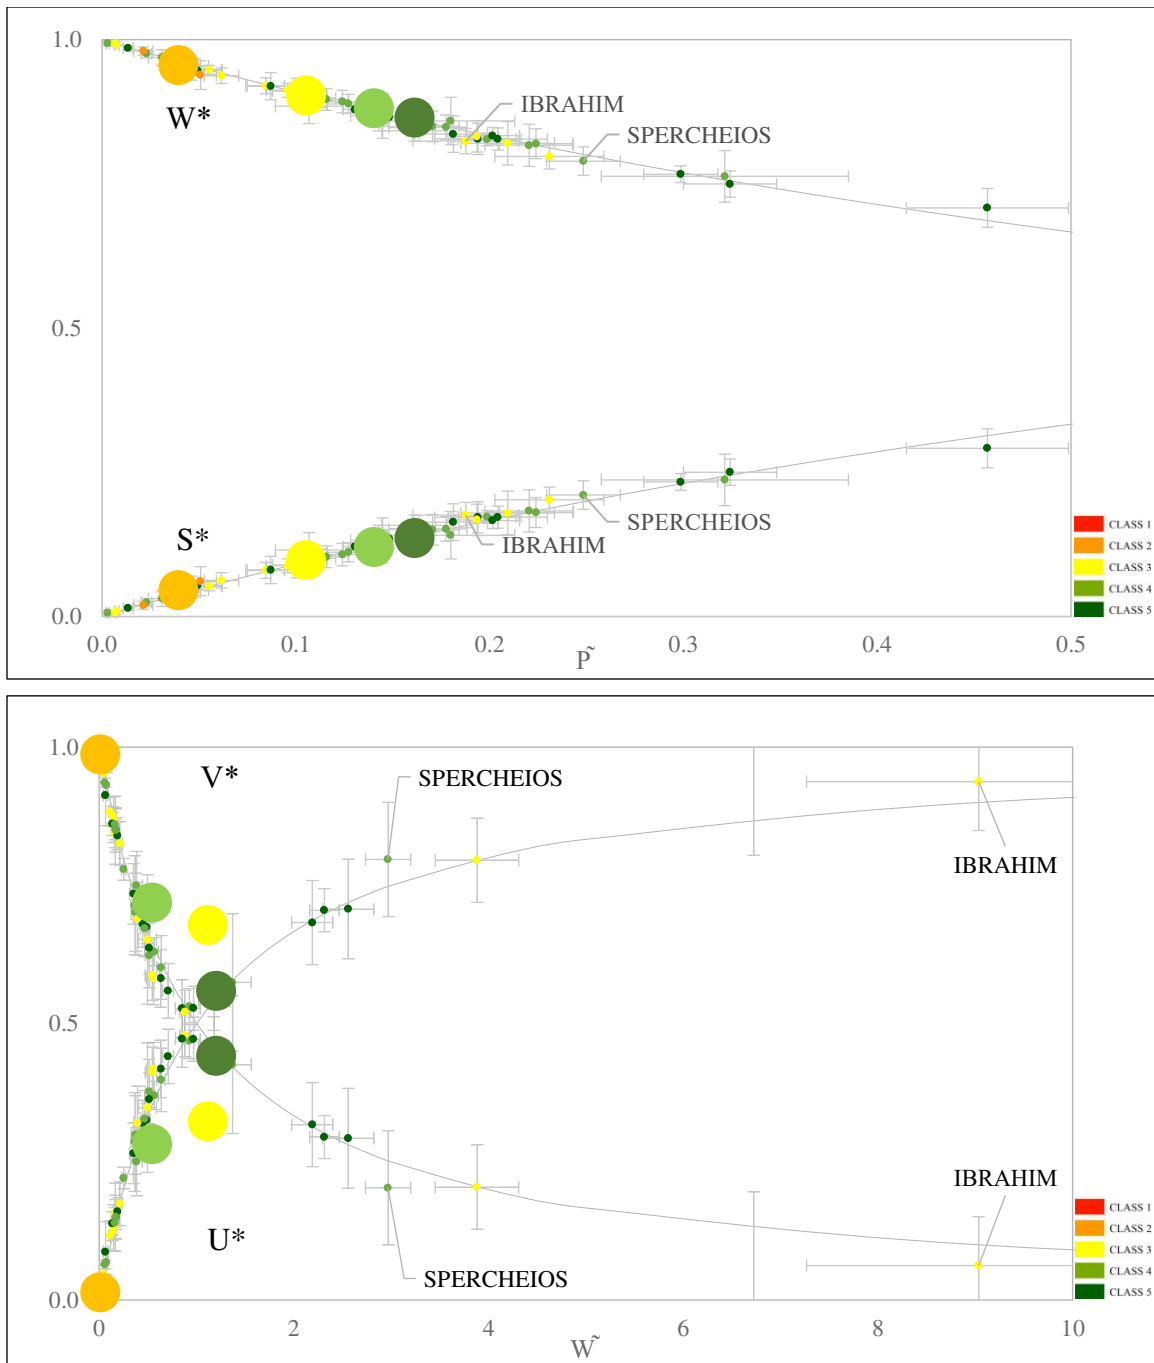 1.0
IBRAHIM
W*
SPERCHEIOS
0.5
SPERCHEIOS
S*
IBRAHIM
CLASS 1
CLASS 2
CLASS 3
CLASS 4
CLASS 5
0.0
0.0 0.1 0.2 0.3 0.4 0.5
P̃
1.0
V*
SPERCHEIOS
IBRAHIM
0.5
IBRAHIM
U*
SPERCHEIOS
CLASS 1
CLASS 2
CLASS 3
CLASS 4
CLASS 5
0.0
0 2 4 6 8 10
W̃